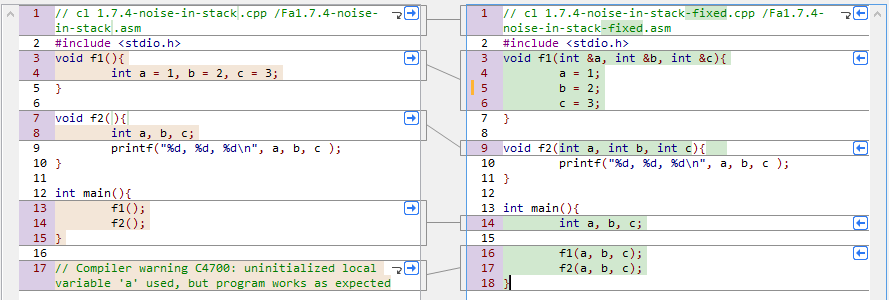 1 // cl 1.7.4-noise-in-stack.cpp /Fa1.7.4-noise-
in-stack.asm
2 #include <stdio.h>
3 void f1(){
4 int a = 1, b = 2, c = 3;
5 }
6
7 void f2(){
8 int a, b, c;
9 printf("%d, %d, %d\n", a, b, c );
10 }
11
12 int main(){
13 f1();
14 f2();
15 }
16
17 // Compiler warning C4700: uninitialized local
variable 'a' used, but program works as expected
1 // cl 1.7.4-noise-in-stack-fixed.cpp /Fa1.7.4-
noise-in-stack-fixed.asm
2 #include <stdio.h>
3 void f1(int &a, int &b, int &c){
4 a = 1;
5 b = 2;
6 c = 3;
7 }
8
9 void f2(int a, int b, int c){
10 printf("%d, %d, %d\n", a, b, c );
11 }
12
13 int main(){
14 int a, b, c;
15
16 f1(a, b, c);
17 f2(a, b, c);
18 }